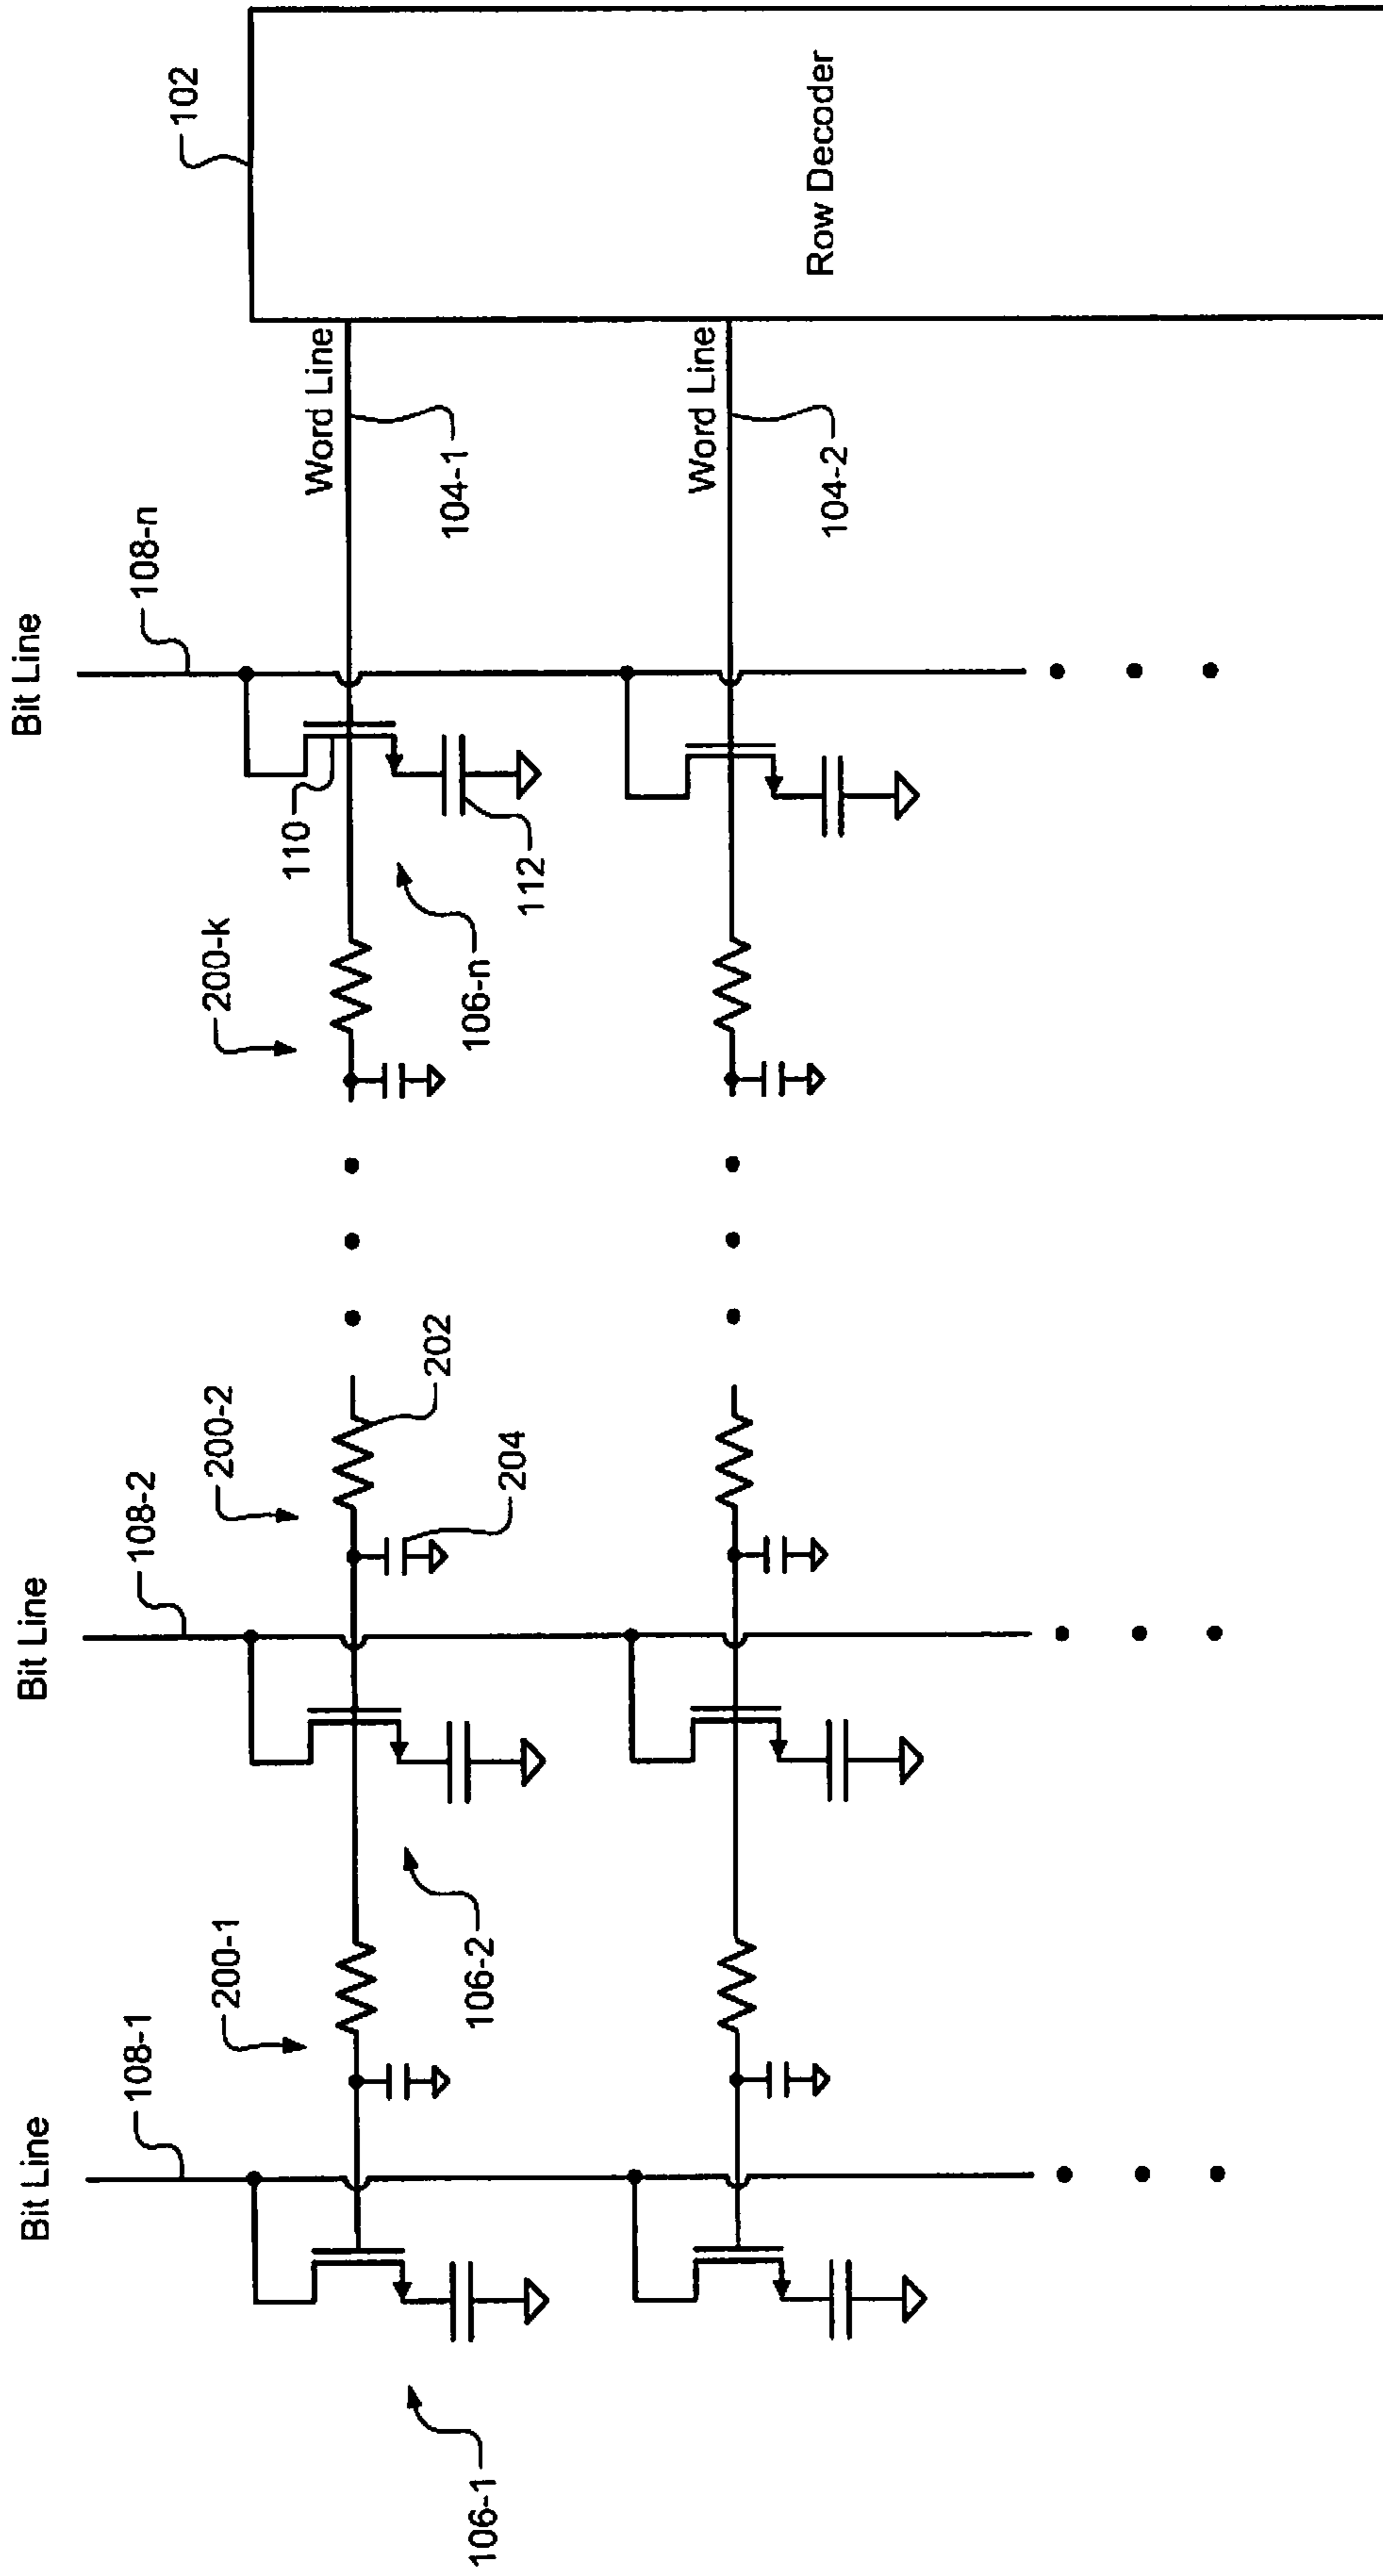 Bit Line
108-n
102
Row Decoder
Word Line
104-1
Word Line
104-2
110
112
106-n
200-k
Bit Line
108-2
200-2
202
204
106-2
Bit Line
108-1
200-1
106-1